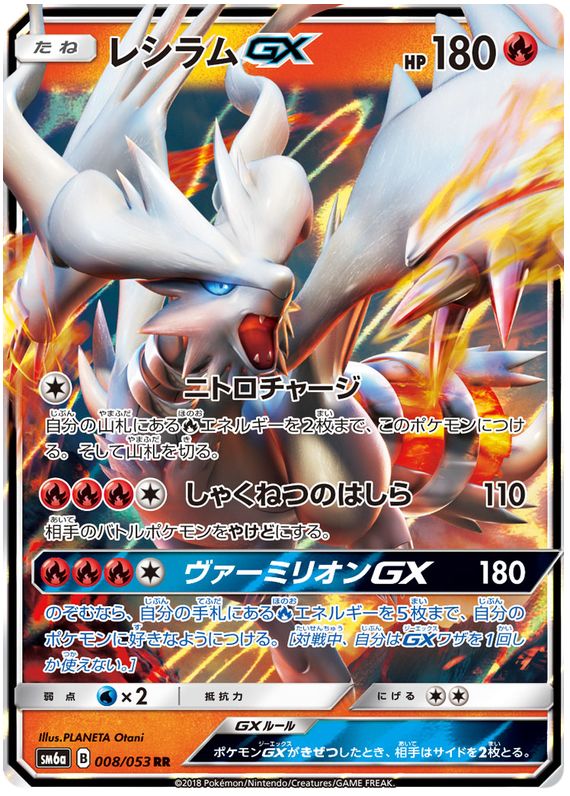 たね レシラムGX HP 180
ニトロチャージ
自分の山札にある エネルギーを2枚まで、このポケモンにつけ
る。そして山札を切る。
しゃくねつのはしら 110
相手のバトルポケモンをやけどにする。
ヴァーミリオンGX 180
のぞむなら、自分の手札にある エネルギーを5枚まで、自分の
ポケモンに好きなようにつける。[対戦中、自分はGXワザを1回し
か使えない。]
弱点 ×2 抵抗力 にげる
Illus.PLANETA Otani
GXルール
ポケモンGXがきぜつしたとき、相手はサイドを2枚とる。
SM6a B 008/053 RR
©2018 Pokémon/Nintendo/Creatures/GAME FREAK.